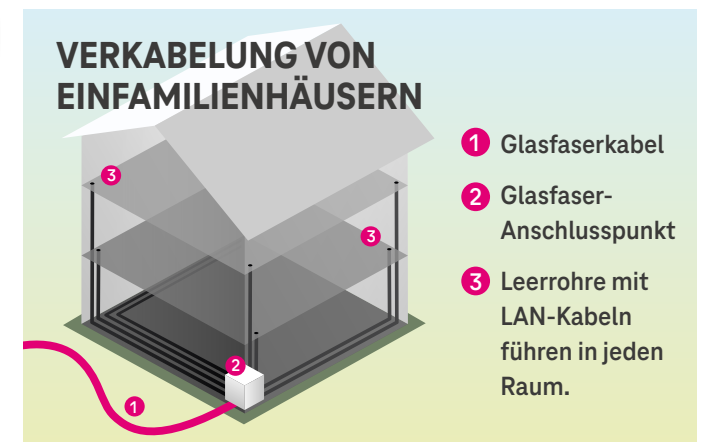 VERKABELUNG VON
EINFAMILIENHÄUSERN
1 Glasfaserkabel
2 Glasfaser-
Anschlusspunkt
3 Leerrohre mit
LAN-Kabeln
führen in jeden
Raum.
3
3
2
1